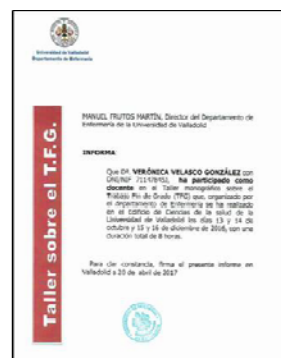 Universidad de Valladolid
Departamento de Enfermería
Taller sobre el T.F.G.
MANUEL FRUTOS MARTÍN, Director del Departamento de
Enfermería de la Universidad de Valladolid
INFORMA:
Que Dª. VERÓNICA VELASCO GONZÁLEZ con
DNI/NIF ha participado como
docente en el Taller monográfico sobre el
Trabajo Fin de Grado (TFG) que, organizado por
el departamento de Enfermería se ha realizado
en el Edificio de Ciencias de la salud de la
Universidad de Valladolid los días 13 y 14 de
octubre y 15 y 16 de diciembre de 2016, con una
duración total de 8 horas.
Para que constancia, firma el presente informe en
Valladolid a 20 de abril de 2017